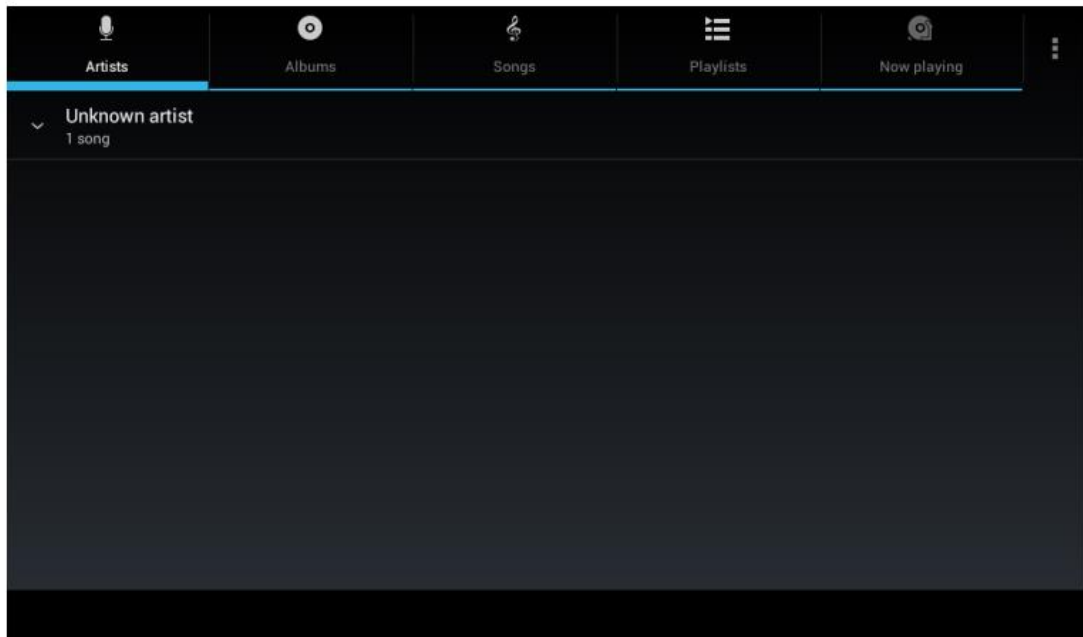 Artists
Albums
Songs
Playlists
Now playing
Unknown artist
1 song